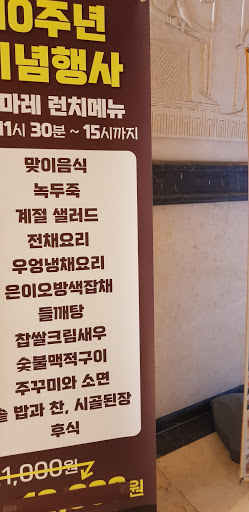 10주년
기념행사
마레 런치메뉴
11시 30분 ~ 15시까지
맞이음식
녹두죽
계절 샐러드
전채요리
우엉냉채요리
은이오방색잡채
들깨탕
찹쌀크림새우
숯불맥적구이
주꾸미와 소면
솥 밥과 찬, 시골된장
후식
1,000원
원